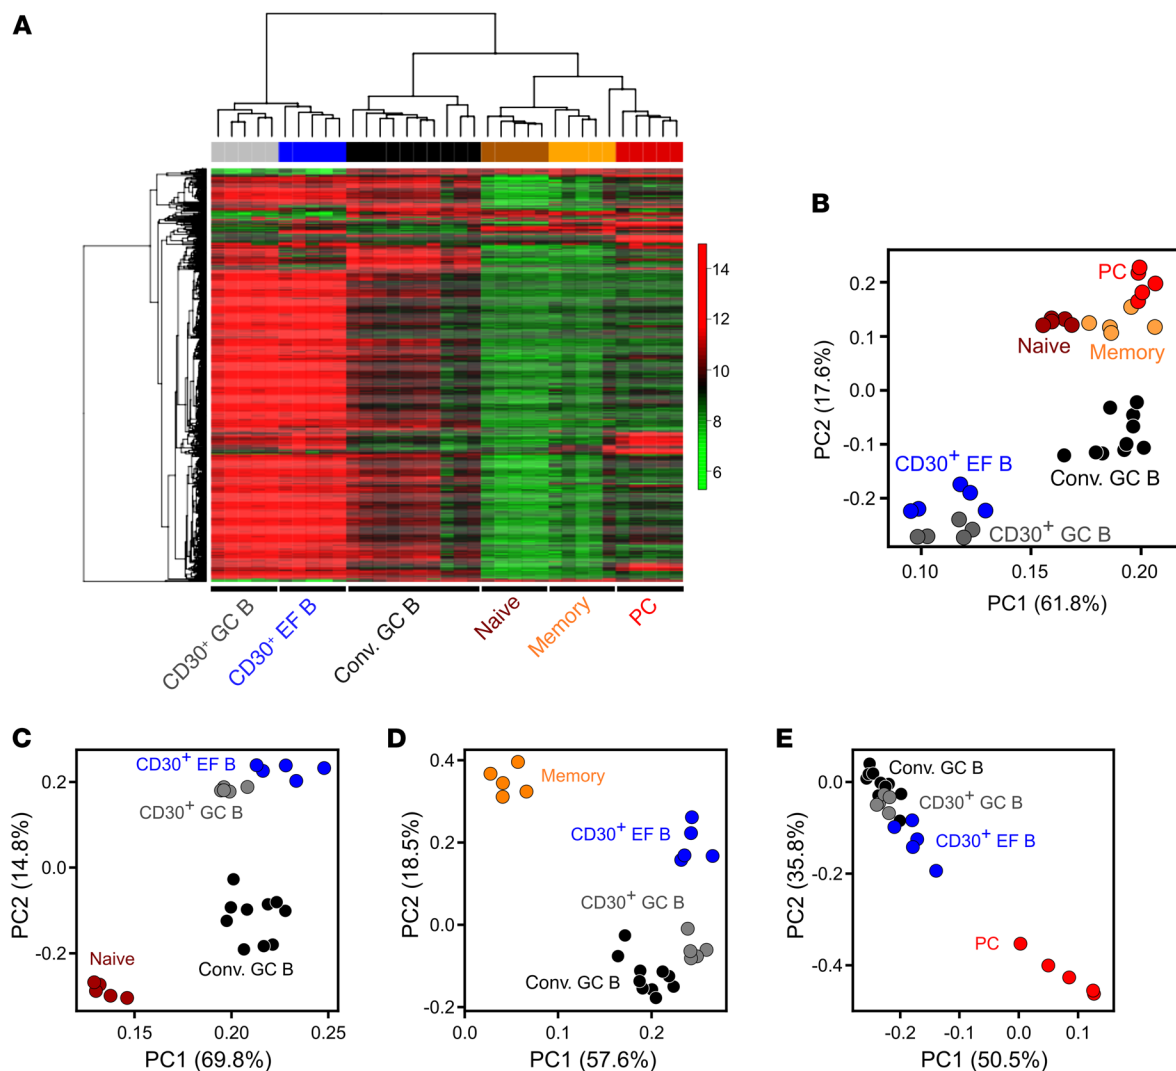 A
14
12
10
8
6
CD30+ GC B
CD30+ EF B
Conv. GC B
Naive
Memory
PC
B
PC2 (17.6%)
0.2
0.1
0.0
-0.1
-0.2
PC
Naive
Memory
CD30+ EF B
Conv. GC B
CD30+ GC B
0.10
0.15
0.20
PC1 (61.8%)
C
PC2 (14.8%)
0.2
0.0
-0.2
CD30+ EF B
CD30+ GC B
Naive
Conv. GC B
0.15
0.20
0.25
PC1 (69.8%)
D
PC2 (18.5%)
0.4
0.2
0.0
-0.2
Memory
CD30+ EF B
CD30+ GC B
Conv. GC B
0.0
0.1
0.2
PC1 (57.6%)
E
PC2 (35.8%)
0.0
-0.2
-0.4
Conv. GC B
CD30+ GC B
CD30+ EF B
PC
-0.2
-0.1
0.0
0.1
PC1 (50.5%)